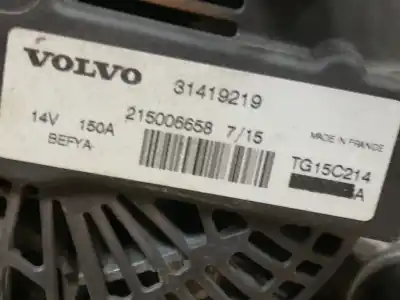 VOLVO 31419219
14V 150A 215006658 7/15 MADE IN FRANCE
BEFYA TG15C214
A